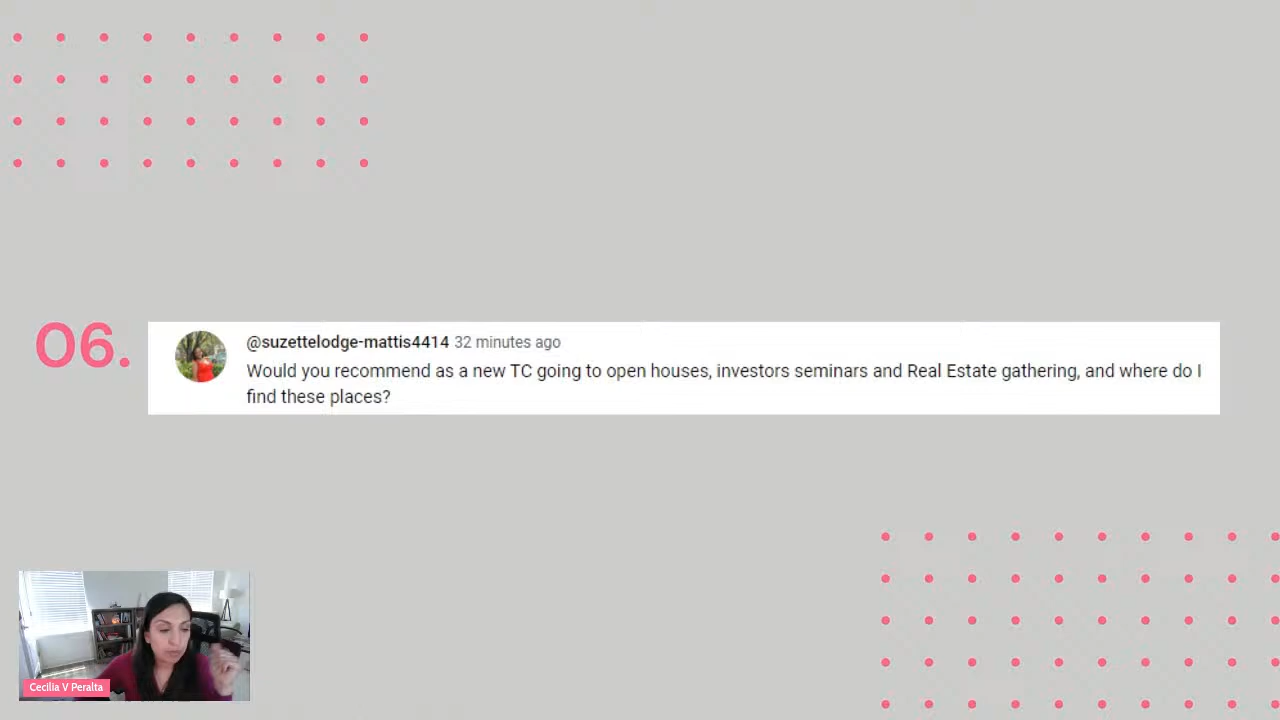 06.
@suzettelodge-mattis4414 32 minutes ago
Would you recommend as a new TC going to open houses, investors seminars and Real Estate gathering, and where do I
find these places?
Cecilia V Peralta